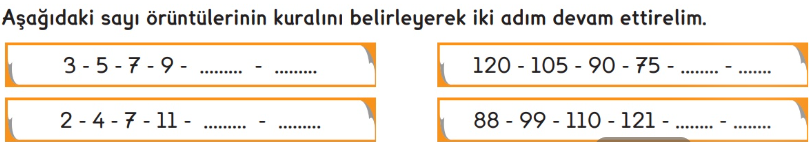 Aşağıdaki sayı örüntülerinin kuralını belirleyerek iki adım devam ettirelim.
3 - 5 - 7 - 9 - ......... - .........
120 - 105 - 90 - 75 - ........ - .......
2 - 4 - 7 - 11 - ......... - .........
88 - 99 - 110 - 121 - ........ - ........